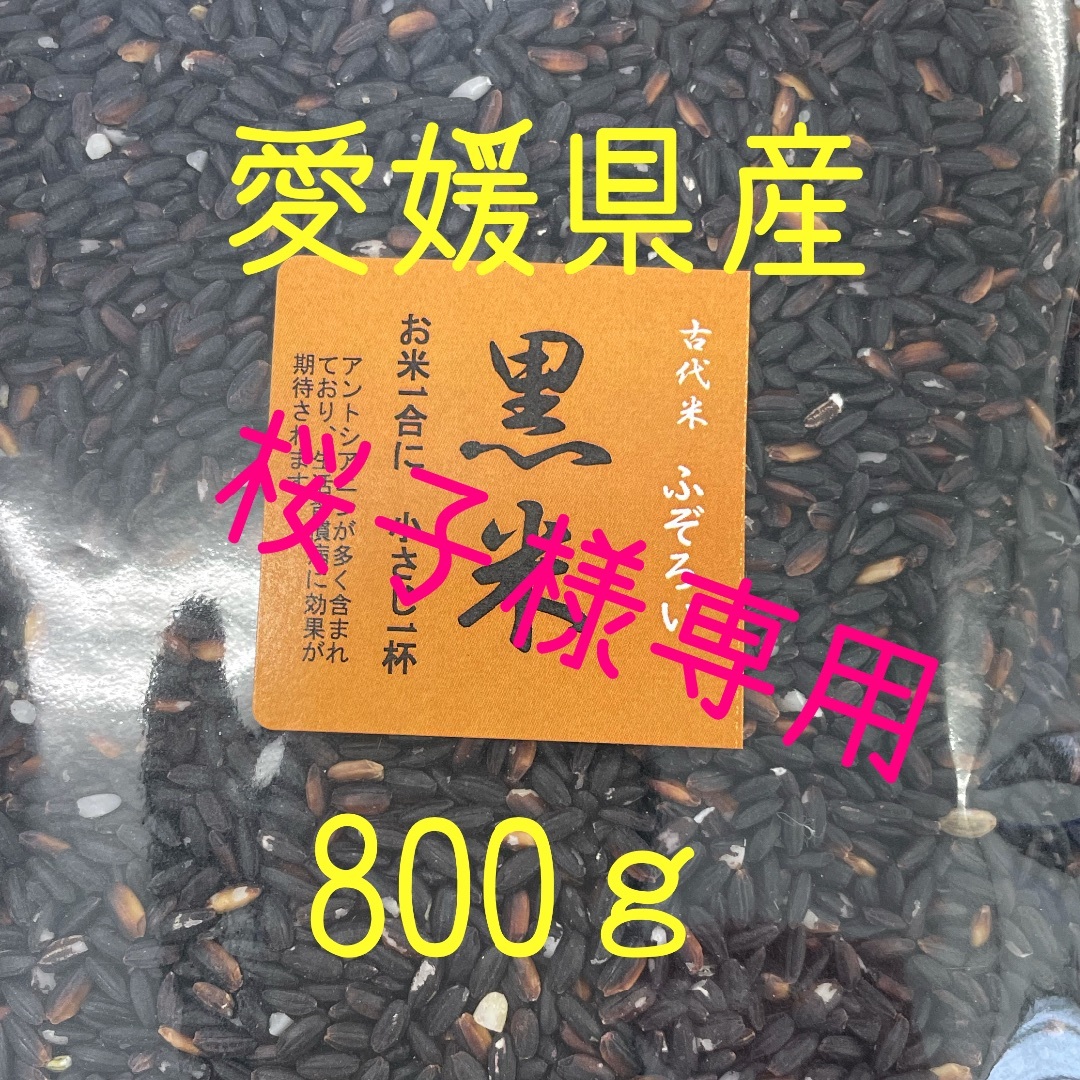 愛媛県産
古代米 ふぞろい
黒米
お米一合に 小さじ一杯
アントシアニンが多く含まれ
ており、生活習慣病に効果が
期待されます
桜子様専用
800g